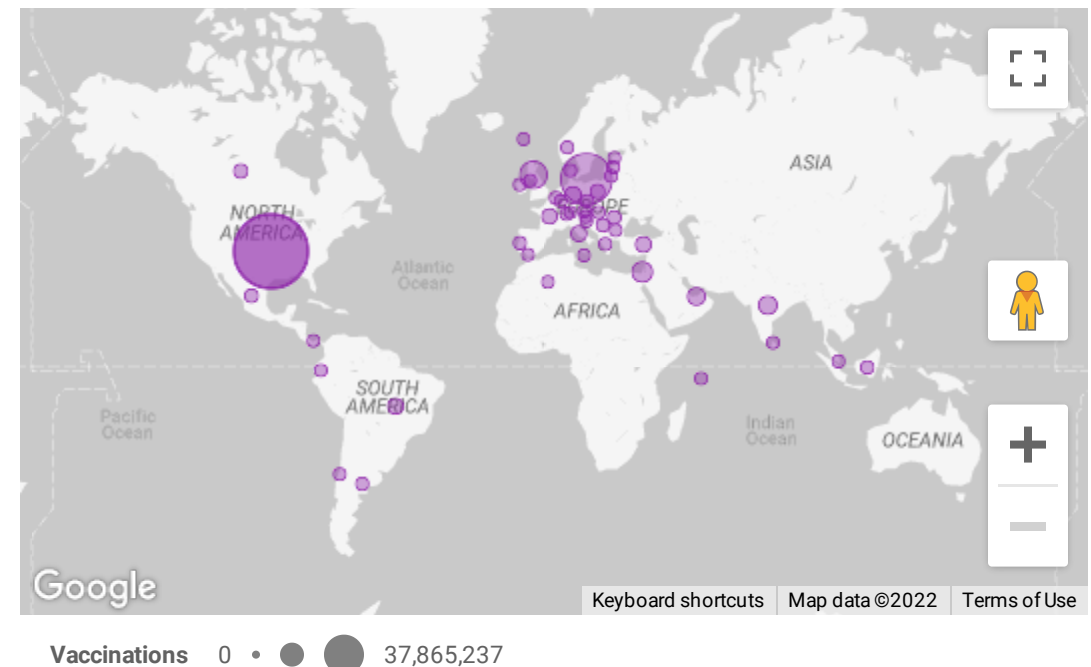 ASIA
NORTH
AMERICA
EUROPE
Atlantic
Ocean
AFRICA
SOUTH
AMERICA
Pacific
Ocean
Indian
Ocean
OCEANIA
Google
Keyboard shortcuts Map data ©2022 Terms of Use
Vaccinations 0 37,865,237